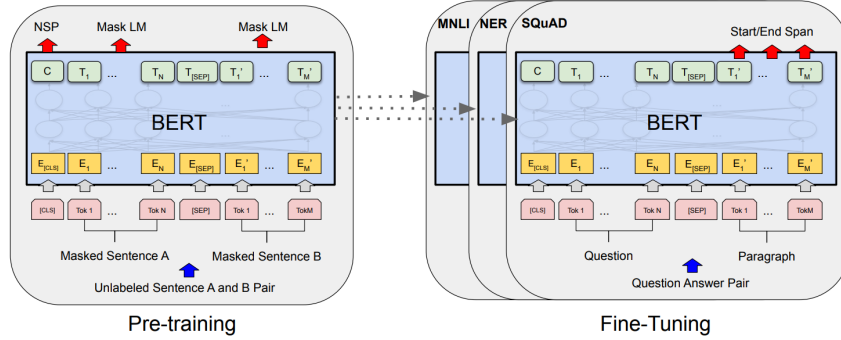 NSP Mask LM Mask LM
C T1 ... TN T[SEP] T1' ... TM'
BERT
E[CLS] E1 ... EN E[SEP] E1' ... EM'
[CLS] Tok 1 ... Tok N [SEP] Tok 1 ... TokM
Masked Sentence A Masked Sentence B
Unlabeled Sentence A and B Pair
Pre-training
MNLI NER SQuAD
Start/End Span
C T1 ... TN T[SEP] T1' ... TM'
BERT
E[CLS] E1 ... EN E[SEP] E1' ... EM'
[CLS] Tok 1 ... Tok N [SEP] Tok 1 ... TokM
Question Paragraph
Question Answer Pair
Fine-Tuning